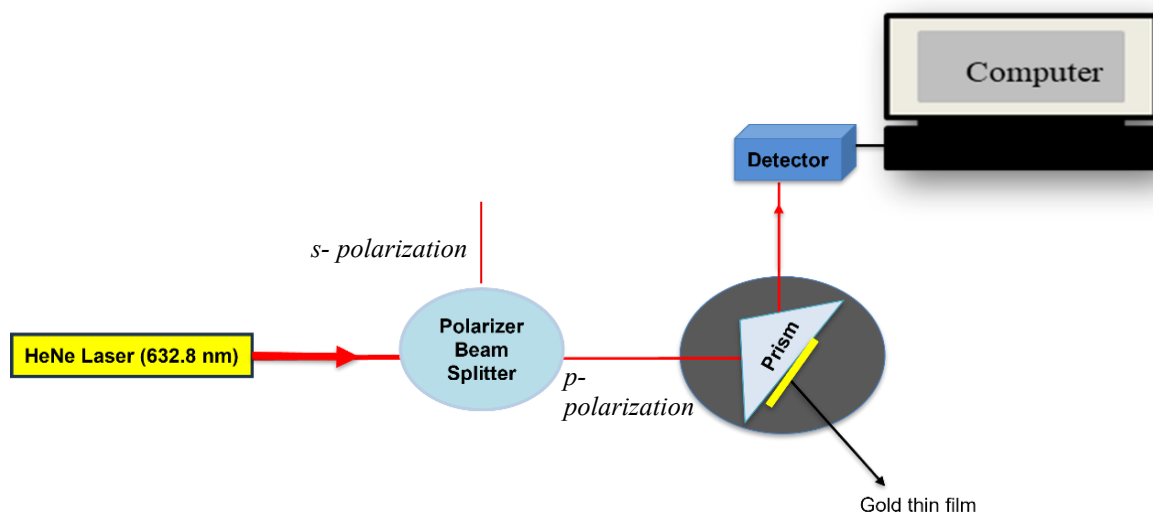 Computer
Detector
s- polarization
HeNe Laser (632.8 nm)
Polarizer
Beam
Splitter
p-
polarization
Prism
Gold thin film